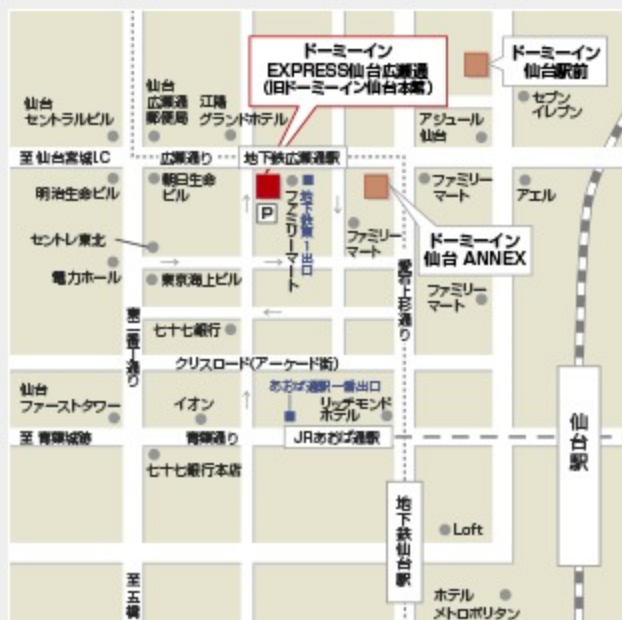 ドーミーイン
EXPRESS仙台広瀬通
(旧ドーミーイン仙台本館)
ドーミーイン
仙台駅前
仙台
セントラルビル
仙台
広瀬通
郵便局
江陽
グランドホテル
アジュール
仙台
セブン
イレブン
至 仙台宮城I.C
広瀬通り
地下鉄広瀬通駅
明治生命ビル
朝日生命
ビル
P
ファミリーマート
地下鉄東1出口
ファミリー
マート
ファミリー
マート
アエル
ドーミーイン
仙台 ANNEX
セントレ東北
電力ホール
東京海上ビル
愛宕上杉通り
ファミリー
マート
東二番丁通り
七十七銀行
クリスロード(アーケード街)
あおば通駅一番出口
仙台
ファーストタワー
イオン
リッチモンド
ホテル
仙台駅
至 青葉城跡
青葉通り
JRあおば通駅
七十七銀行本店
地下鉄仙台駅
Loft
至五橋
ホテル
メトロポリタン